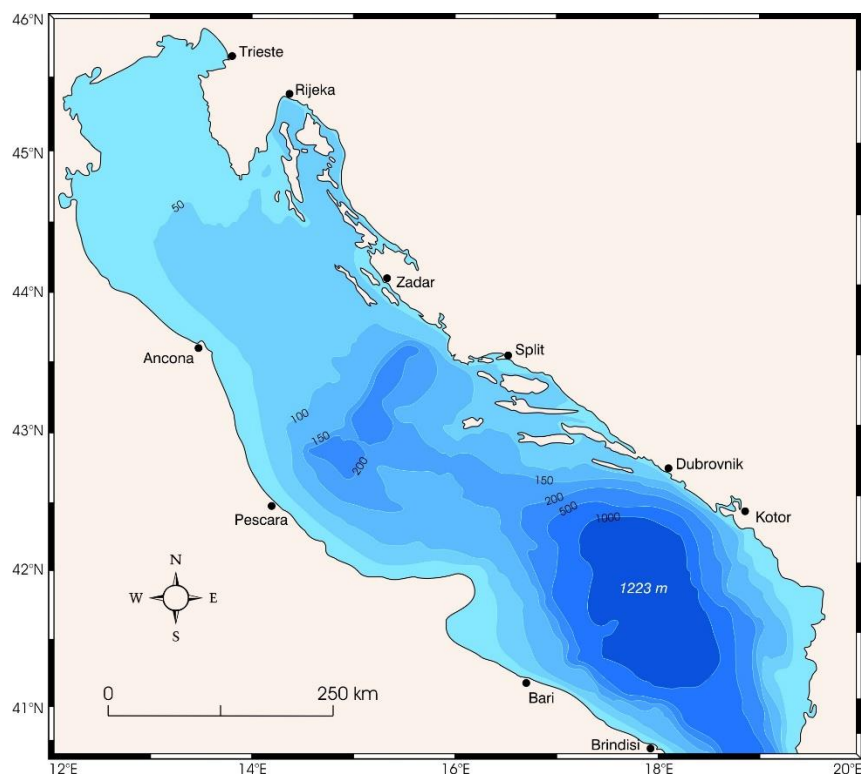 46°N
Trieste
Rijeka
45°N
50
44°N
Zadar
Ancona
Split
100
43°N
150
200
Dubrovnik
150
200
500
1000
Pescara
Kotor
42°N
N
W E
S
1223 m
0 250 km
41°N
Bari
Brindisi
12°E 14°E 16°E 18°E 20°E